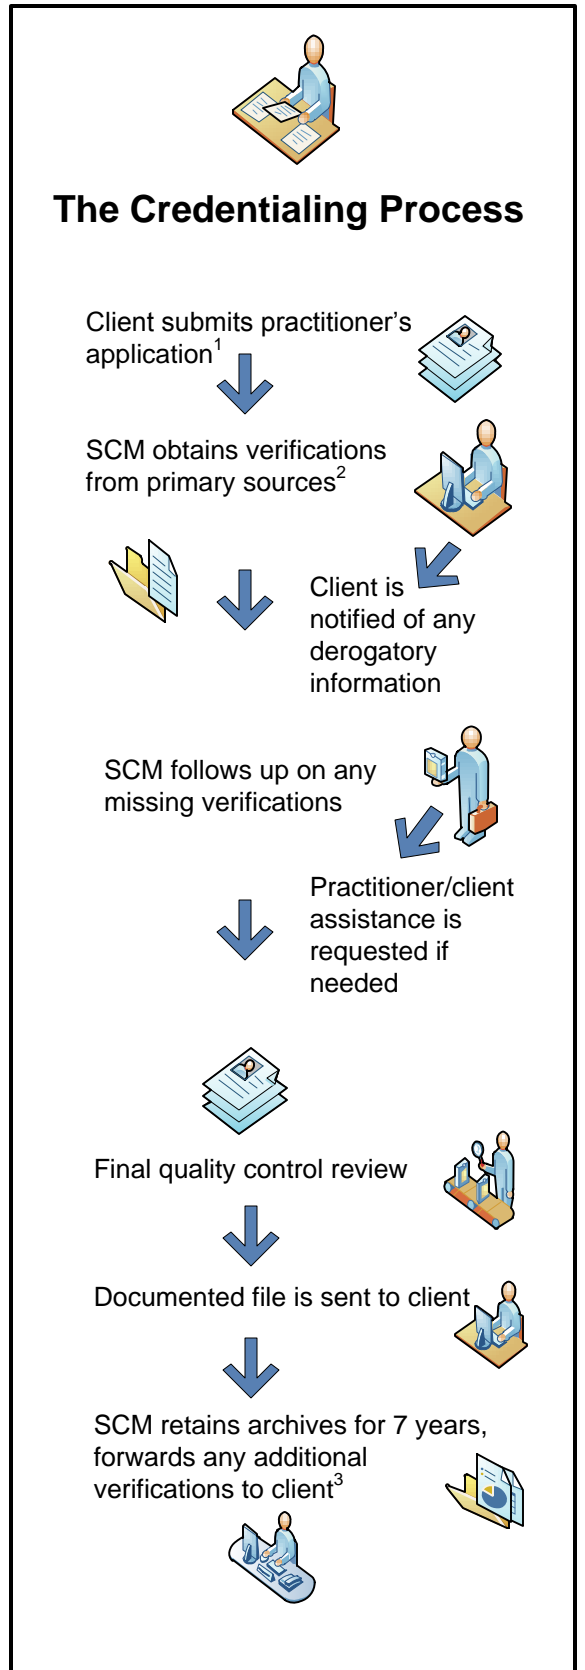 The Credentialing Process
Client submits practitioner’s
application¹
SCM obtains verifications
from primary sources²
Client is
notified of any
derogatory
information
SCM follows up on any
missing verifications
Practitioner/client
assistance is
requested if
needed
Final quality control review
Documented file is sent to client
SCM retains archives for 7 years,
forwards any additional
verifications to client³